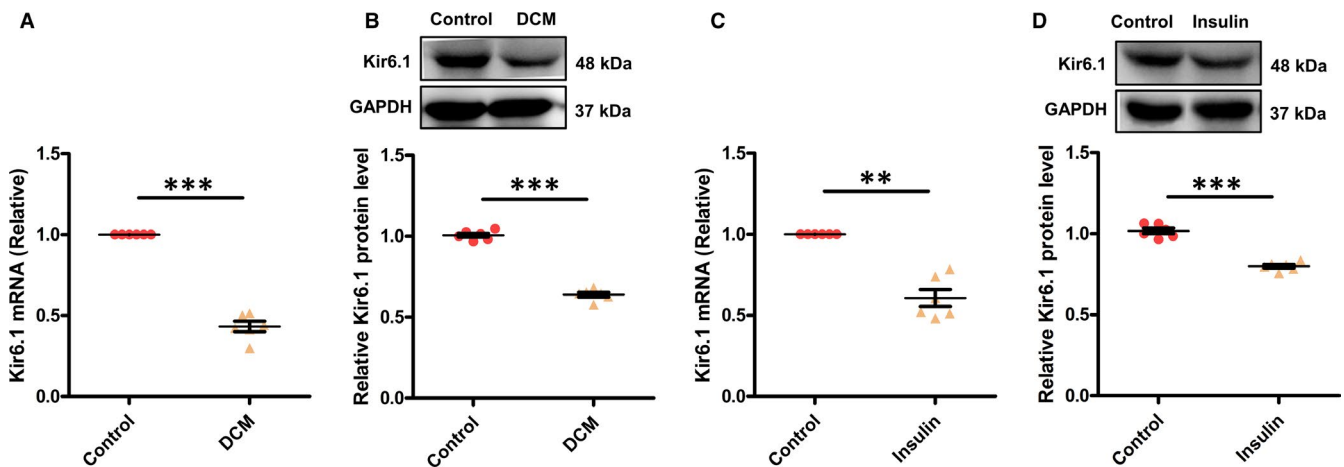 A
Kir6.1 mRNA (Relative)
1.5
1.0
0.5
0.0
***
Control
DCM
B
Control DCM
Kir6.1
48 kDa
GAPDH
37 kDa
Relative Kir6.1 protein level
1.5
1.0
0.5
0.0
***
Control
DCM
C
Kir6.1 mRNA (Relative)
1.5
1.0
0.5
0.0
**
Control
Insulin
D
Control Insulin
Kir6.1
48 kDa
GAPDH
37 kDa
Relative Kir6.1 protein level
1.5
1.0
0.5
0.0
***
Control
Insulin